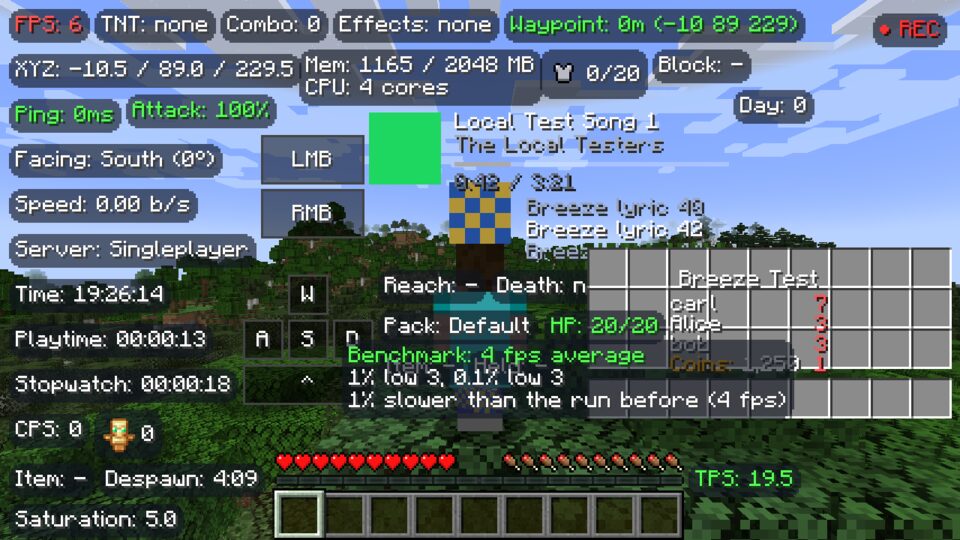 FPS: 6
TNT: none
Combo: 0
Effects: none
Waypoint: 0m (-10 89 229)
REC
XYZ: -10.5 / 89.0 / 229.5
Mem: 1165 / 2048 MB
CPU: 4 cores
0/20
Block: -
Ping: 0ms
Attack: 100%
Day: 0
Local Test Song 1
The Local Testers
0:42 / 3:21
Facing: South (0°)
LMB
RMB
Speed: 0.00 b/s
Breeze lyric 40
Breeze lyric 42
Breeze
Server: Singleplayer
Reach: -
Death: n
Breeze Test
carl 7
Alice 3
bob 3
Coins: 1,250 1
Time: 19:26:14
W
A
S
D
^
Pack: Default
HP: 20/20
Playtime: 00:00:13
Benchmark: 4 fps average
1% low 3, 0.1% low 3
1% slower than the run before (4 fps)
Stopwatch: 00:00:18
CPS: 0
0
Item: -
Despawn: 4:09
TPS: 19.5
Saturation: 5.0